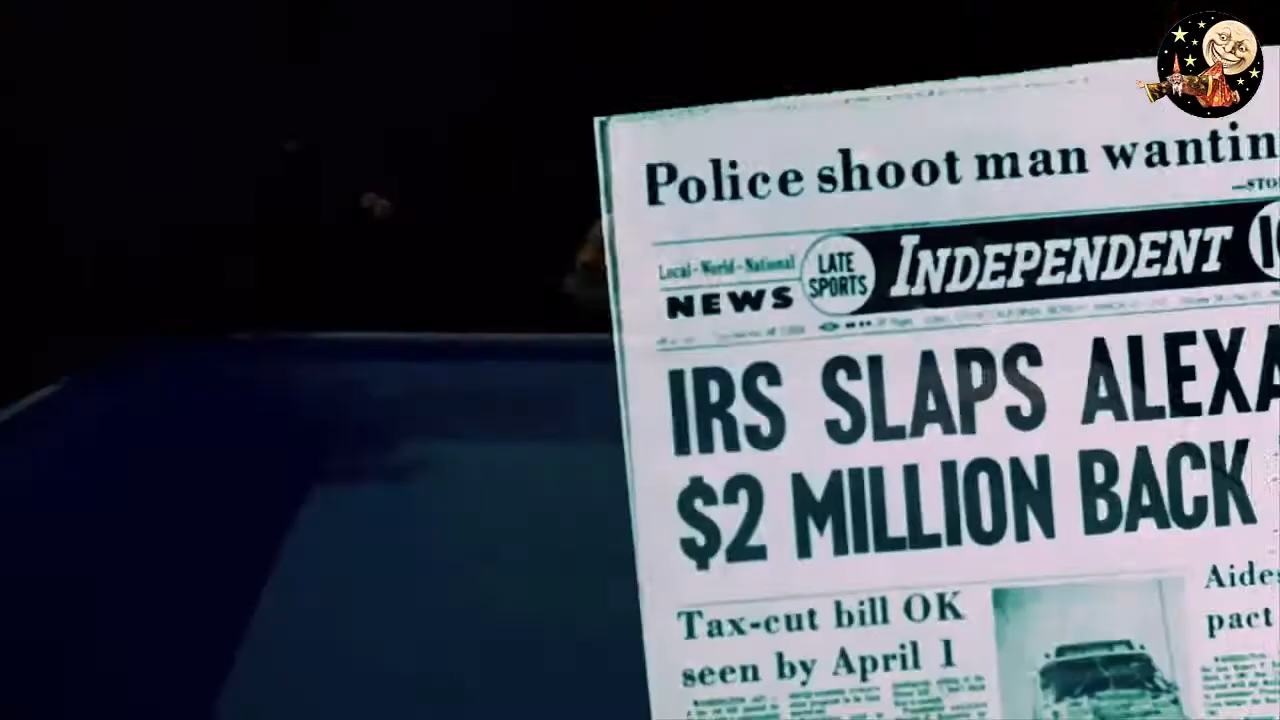 Police shoot man wantin
Local-World-National
NEWS
LATE
SPORTS
INDEPENDENT
IRS SLAPS ALEXA
$2 MILLION BACK
Tax-cut bill OK
seen by April 1
Aides
pact